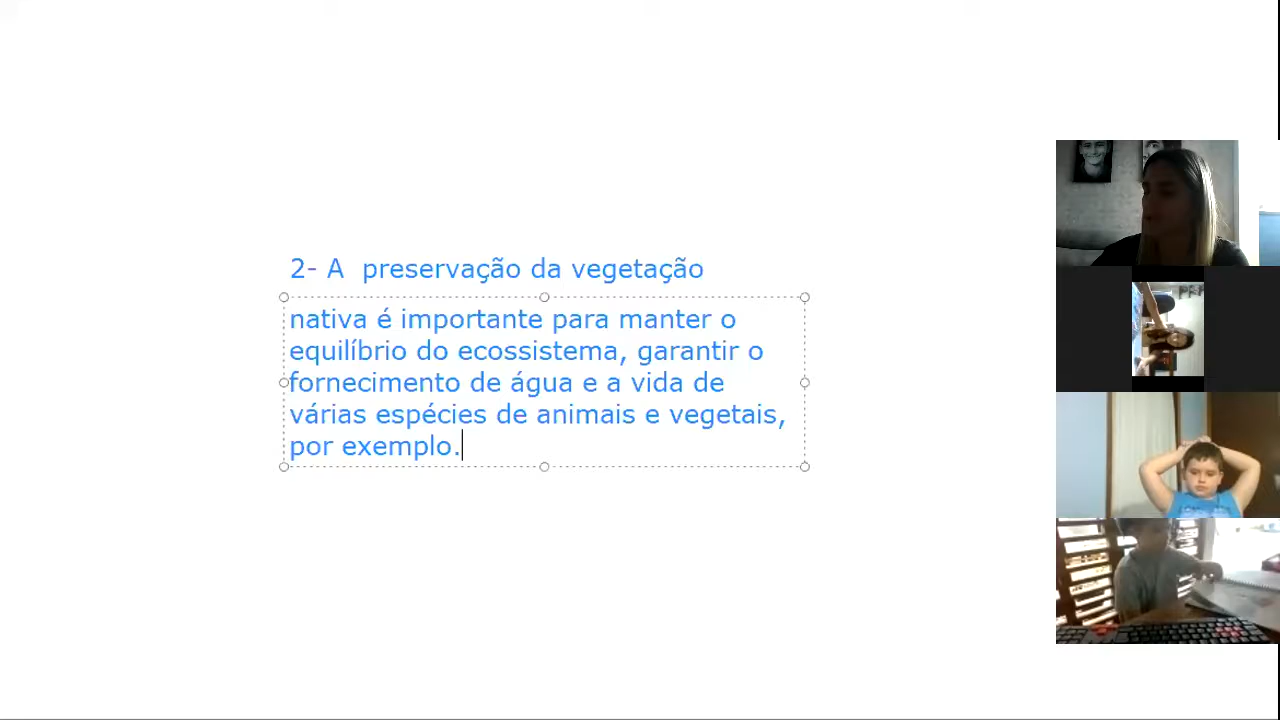 2- A  preservação da vegetação
nativa é importante para manter o
equilíbrio do ecossistema, garantir o
fornecimento de água e a vida de
várias espécies de animais e vegetais,
por exemplo.